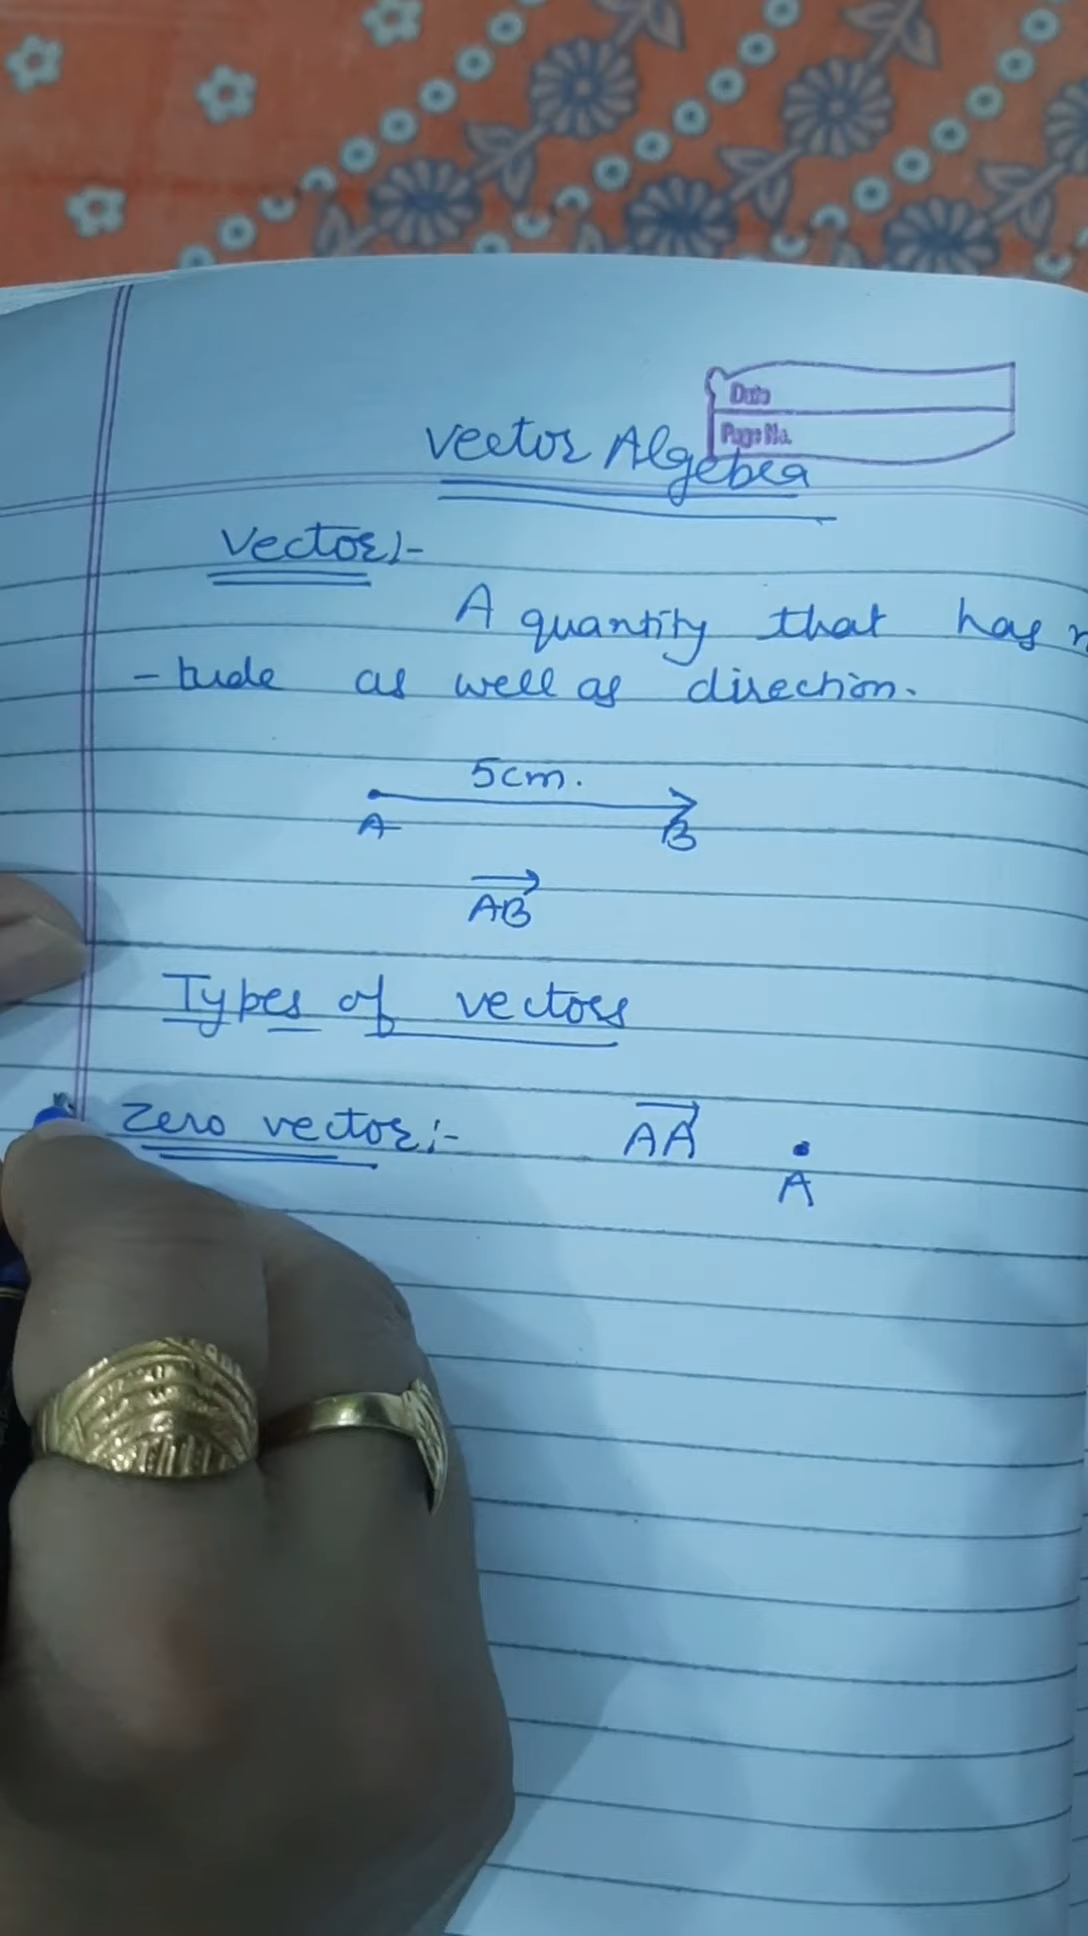 Date
Page No.
Vector Algebra
Vector:-
A quantity that has
-tude as well as direction.
5cm.
A B
AB
Types of vectors
Zero vector:- AA
A